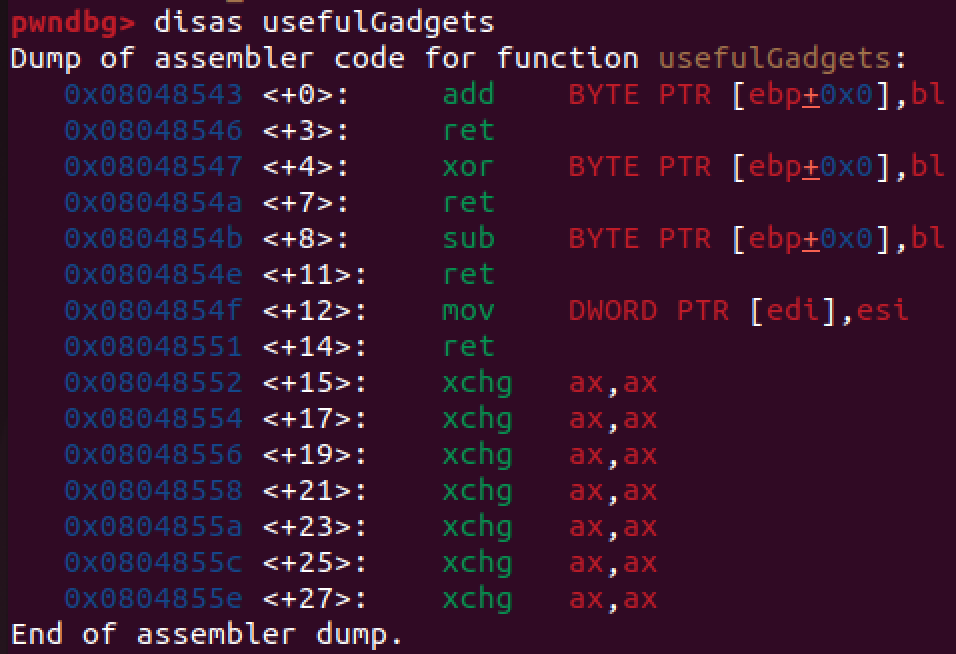 pwndbg> disas usefulGadgets
Dump of assembler code for function usefulGadgets:
   0x08048543 <+0>:	add    BYTE PTR [ebp+0x0],bl
   0x08048546 <+3>:	ret
   0x08048547 <+4>:	xor    BYTE PTR [ebp+0x0],bl
   0x0804854a <+7>:	ret
   0x0804854b <+8>:	sub    BYTE PTR [ebp+0x0],bl
   0x0804854e <+11>:	ret
   0x0804854f <+12>:	mov    DWORD PTR [edi],esi
   0x08048551 <+14>:	ret
   0x08048552 <+15>:	xchg   ax,ax
   0x08048554 <+17>:	xchg   ax,ax
   0x08048556 <+19>:	xchg   ax,ax
   0x08048558 <+21>:	xchg   ax,ax
   0x0804855a <+23>:	xchg   ax,ax
   0x0804855c <+25>:	xchg   ax,ax
   0x0804855e <+27>:	xchg   ax,ax
End of assembler dump.